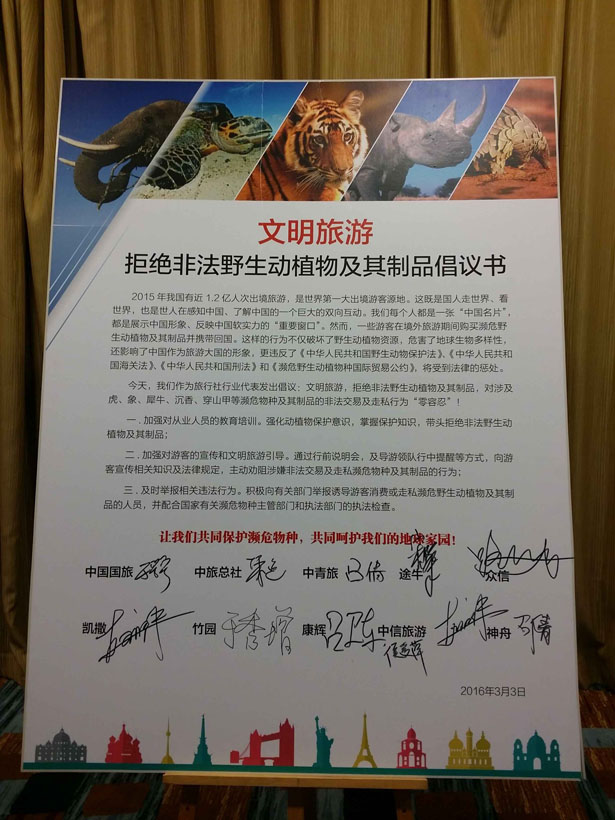 文明旅游
拒绝非法野生动植物及其制品倡议书
2015年我国有近1.2亿人次出境旅游，是世界第一大出境游客源地。这既是国人走世界、看
世界，也是世人在感知中国、了解中国的一个巨大的双向互动。我们每个人都是一张“中国名片”，
都是展示中国形象、反映中国软实力的“重要窗口”。然而，一些游客在境外旅游期间购买濒危野
生动植物及其制品并携带回国。这样的行为不仅破坏了野生动植物资源，危害了地球生物多样性，
还影响了中国作为旅游大国的形象，更违反了《中华人民共和国野生动物保护法》、《中华人民共和
国海关法》、《中华人民共和国刑法》和《濒危野生动植物种国际贸易公约》，将受到法律的惩处。
今天，我们作为旅行社行业代表发出倡议：文明旅游，拒绝非法野生动植物及其制品，对涉及
虎、象、犀牛、沉香、穿山甲等濒危物种及其制品的非法交易及走私行为“零容忍”！
一 . 加强对从业人员的教育培训。强化动植物保护意识，掌握保护知识，带头拒绝非法野生动
植物及其制品；
二 . 加强对游客的宣传和文明旅游引导。通过行前说明会，及导游领队行中提醒等方式，向游
客宣传相关知识及法律规定，主动劝阻涉嫌非法交易及走私濒危物种及其制品的行为；
三 . 及时举报相关违法行为。积极向有关部门举报诱导游客消费或走私濒危野生动植物及其制
品的人员，并配合国家有关濒危物种主管部门和执法部门的执法检查。
让我们共同保护濒危物种，共同呵护我们的地球家园！
中国国旅 中旅总社 中青旅 途牛 众信
凯撒 竹园 康辉 中信旅游 神舟
2016年3月3日